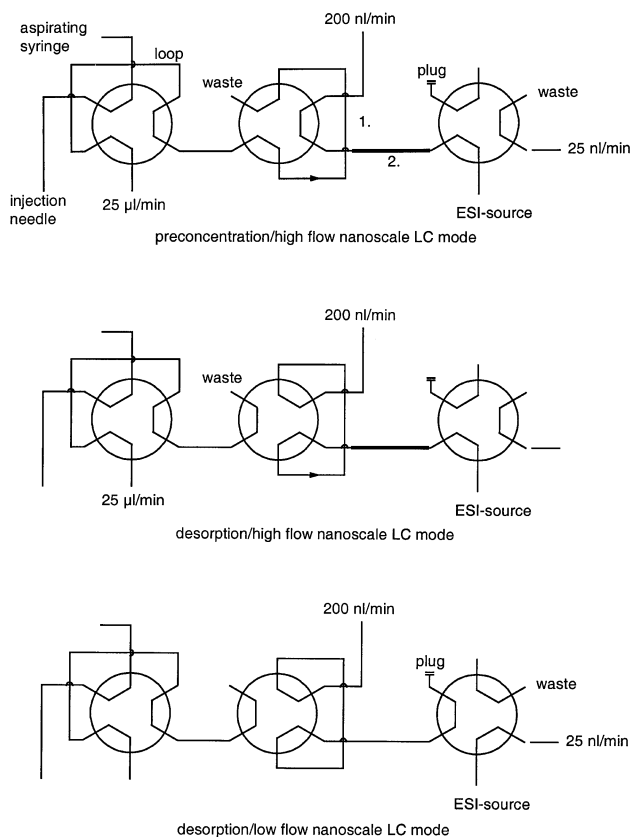 aspirating
syringe
loop
200 nl/min
waste
plug
waste
1.
2.
25 nl/min
injection
needle
25 µl/min
ESI-source
preconcentration/high flow nanoscale LC mode
200 nl/min
waste
25 µl/min
ESI-source
desorption/high flow nanoscale LC mode
200 nl/min
plug
waste
25 nl/min
ESI-source
desorption/low flow nanoscale LC mode